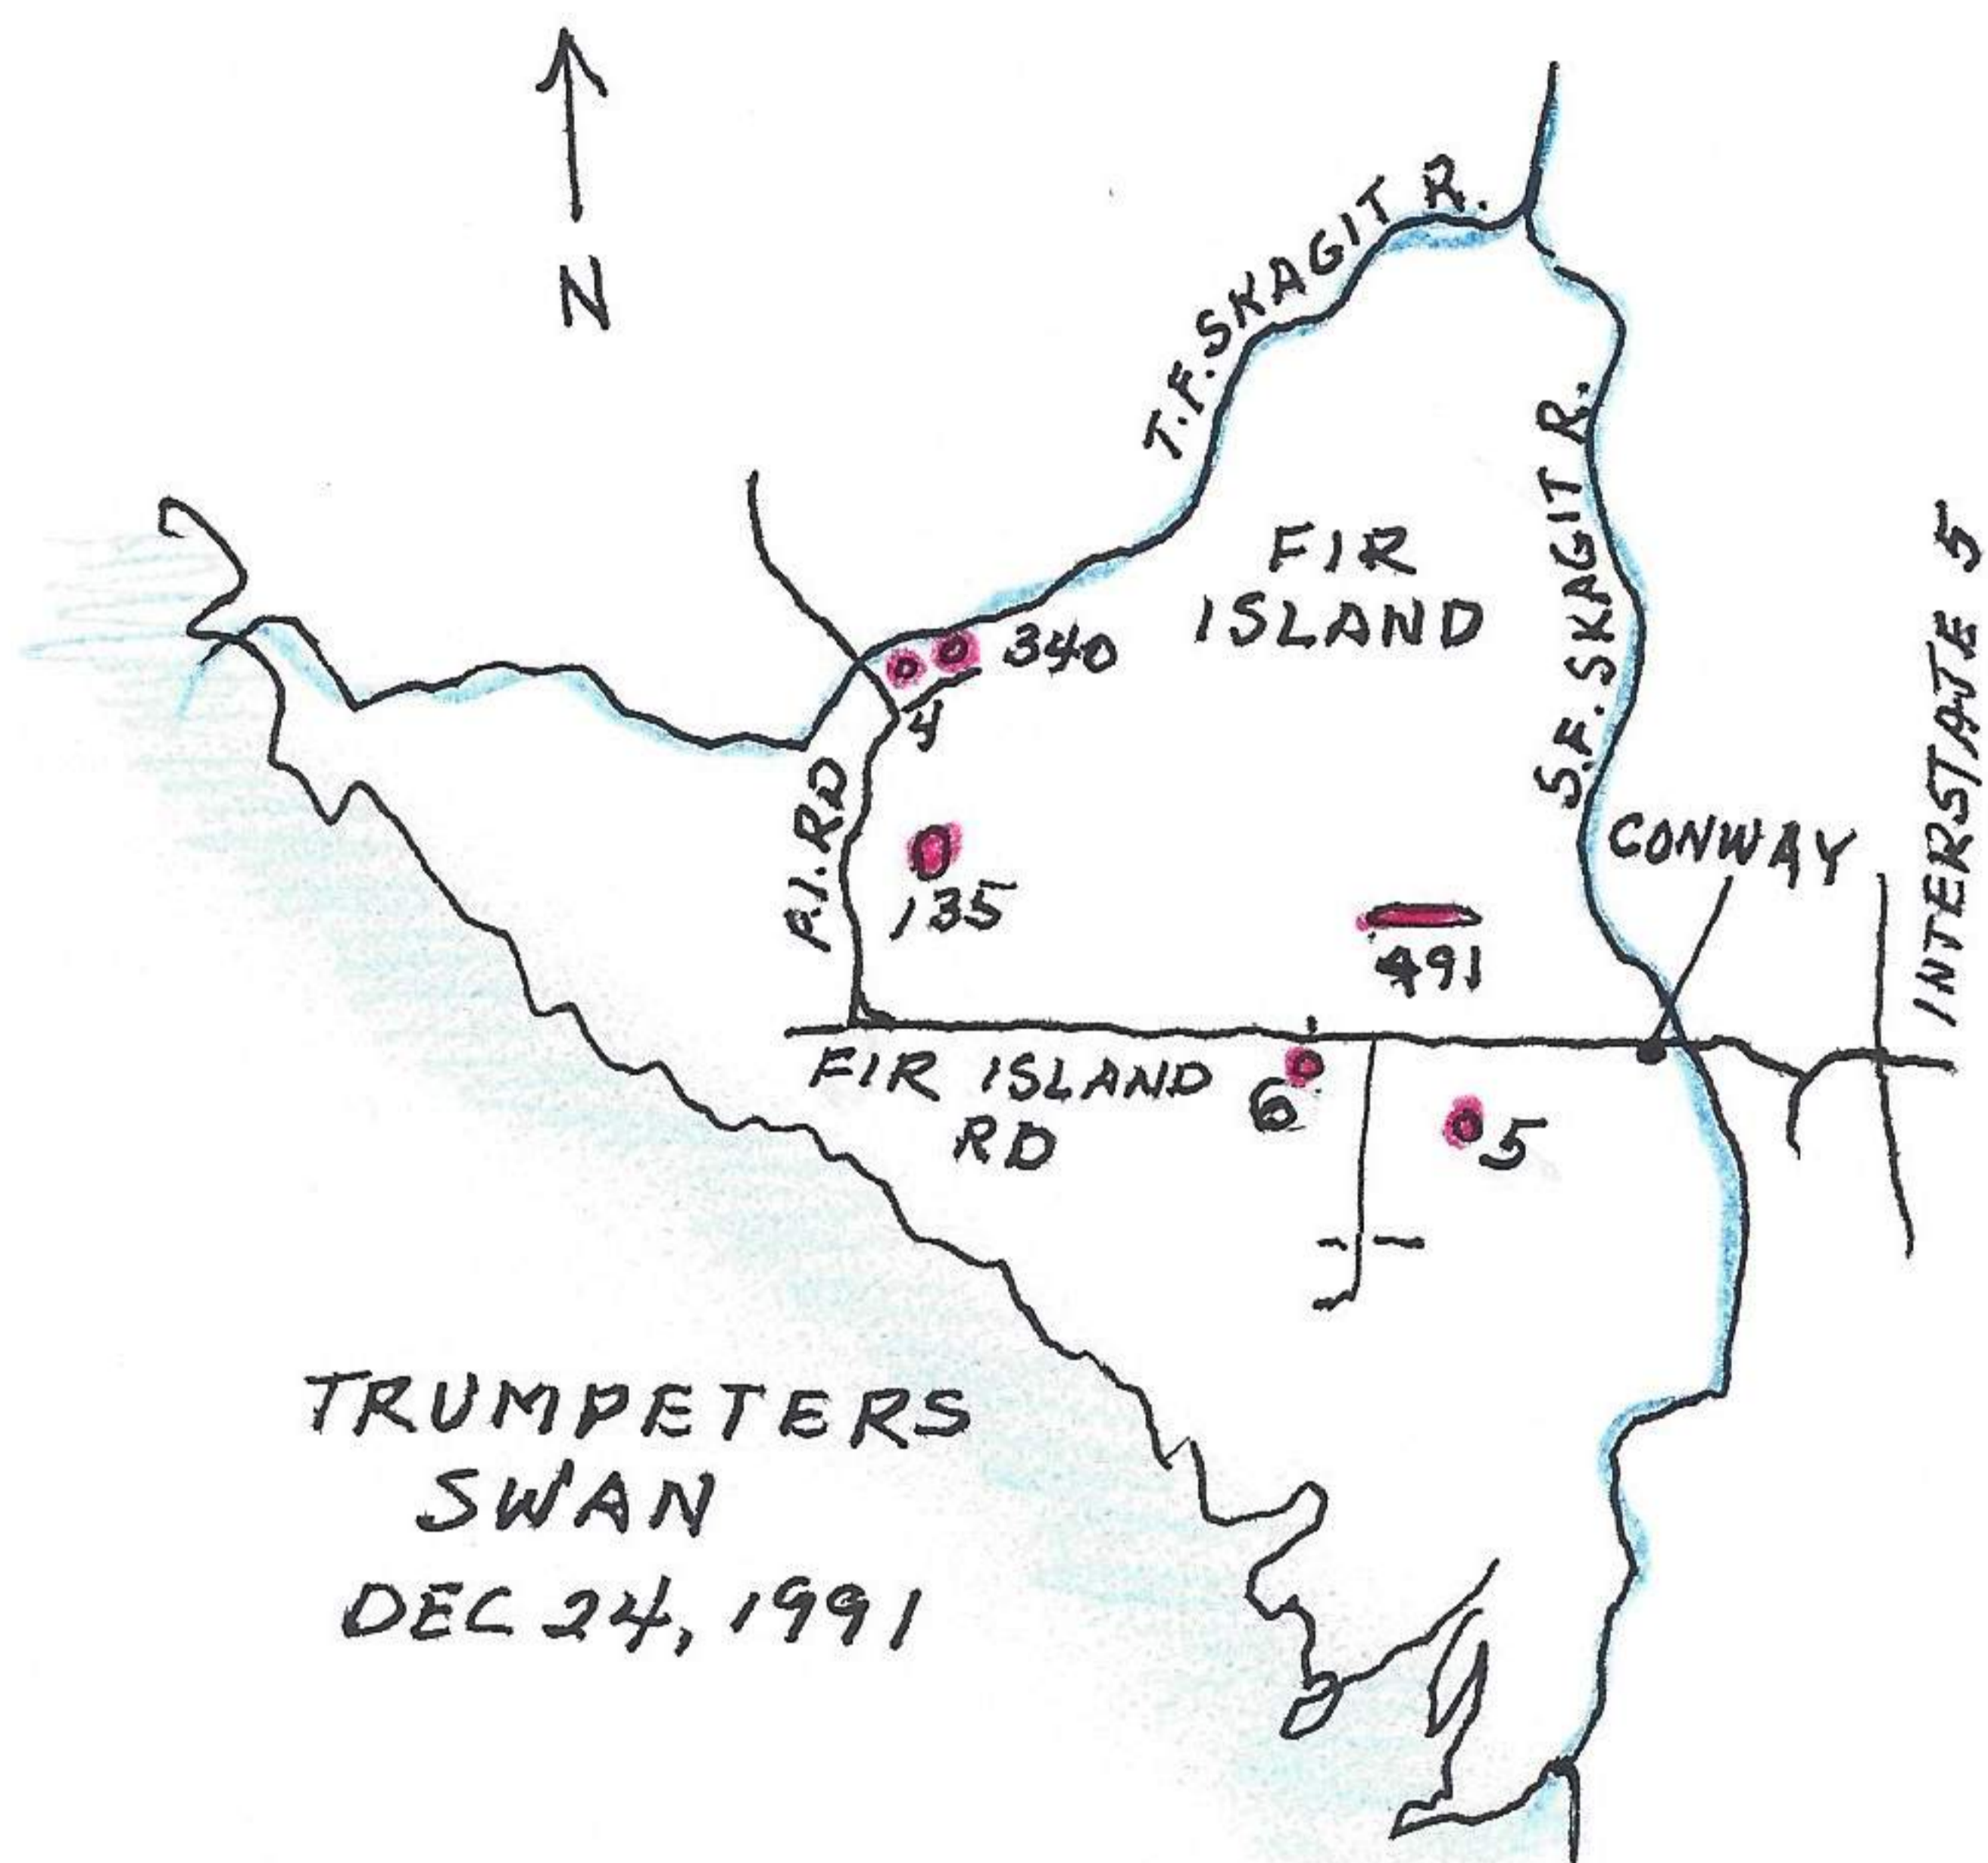 N
T.F. SKAGIT R.
S.F. SKAGIT R.
INTERSTATE 5
FIR
ISLAND
340
4
P.I. RD
135
CONWAY
491
FIR ISLAND
RD
6
5
TRUMPETERS
SWAN
DEC 24, 1991